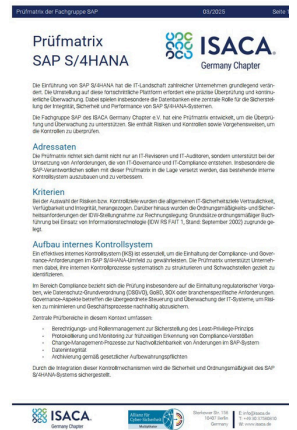 Prüfmatrix der Fachgruppe SAP 03/2025 Seite 1
Prüfmatrix
SAP S/4HANA
ISACA.
Germany Chapter
Die Einführung von SAP S/4HANA hat die IT-Landschaft zahlreicher Unternehmen grundlegend verän-
dert. Die Umstellung auf diese fortschrittliche Plattform erfordert eine präzise Überprüfung und kontinu-
ierliche Überwachung. Dabei spielen insbesondere die Datenbanken eine zentrale Rolle für die Sicherstel-
lung der Integrität, Sicherheit und Performance von SAP S/4HANA-Systemen.
Die Fachgruppe SAP des ISACA Germany Chapter e.V. hat eine Prüfmatrix entwickelt, um die Überprü-
fung und Überwachung zu unterstützen. Sie enthält Risiken und Kontrollen sowie Vorgehensweisen, um
die Kontrollen zu überprüfen.
Adressaten
Die Prüfmatrix richtet sich damit nicht nur an IT-Revisoren und IT-Auditoren, sondern unterstützt bei der
Umsetzung von Anforderungen, die von IT-Governance und IT-Compliance entstehen. Insbesondere die
SAP-Verantwortlichen sollen mit dieser Prüfmatrix in die Lage versetzt werden, das bestehende interne
Kontrollsystem auszubauen und zu verbessern.
Kriterien
Bei der Auswahl der Risiken bzw. Kontrollziele wurden die allgemeinen IT-Sicherheitsziele Vertraulichkeit,
Verfügbarkeit und Integrität, herangezogen. Darüber hinaus wurden die Ordnungsmäßigkeits- und Sicher-
heitsanforderungen der IDW-Stellungnahme zur Rechnungslegung: Grundsätze ordnungsmäßiger Buch-
führung bei Einsatz von Informationstechnologie (IDW RS FAIT 1, Stand: September 2002) zugrunde ge-
legt.
Aufbau internes Kontrollsystem
Ein effektives internes Kontrollsystem (IKS) ist essenziell, um die Einhaltung der Compliance- und Gover-
nance-Anforderungen im SAP S/4HANA-Umfeld zu gewährleisten. Die Prüfmatrix unterstützt Unterneh-
men dabei, ihre internen Kontrollprozesse systematisch zu strukturieren und Schwachstellen gezielt zu
identifizieren.
Im Bereich Compliance bezieht sich die Prüfung insbesondere auf die Einhaltung regulatorischer Vorga-
ben, wie Datenschutz-Grundverordnung (DSGVO), GoBD, SOX oder branchenspezifische Anforderungen.
Governance-Aspekte betreffen die übergeordnete Steuerung und Überwachung der IT-Systeme, um Risi-
ken zu minimieren und Geschäftsprozesse nachhaltig abzusichern.
Zentrale Prüfbereiche in diesem Kontext umfassen:
- Berechtigungs- und Rollenmanagement zur Sicherstellung des Least-Privilege-Prinzips
- Protokollierung und Monitoring zur frühzeitigen Erkennung von Compliance-Verstößen
- Change-Management-Prozesse zur Nachvollziehbarkeit von Änderungen im SAP-System
- Datenintegrität
- Archivierung gemäß gesetzlicher Aufbewahrungspflichten
Durch die Integration dieser Kontrollmechanismen wird die Sicherheit und Ordnungsmäßigkeit des SAP
S/4HANA-Systems sichergestellt.
ISACA.
Germany Chapter
Allianz für
Cyber-Sicherheit